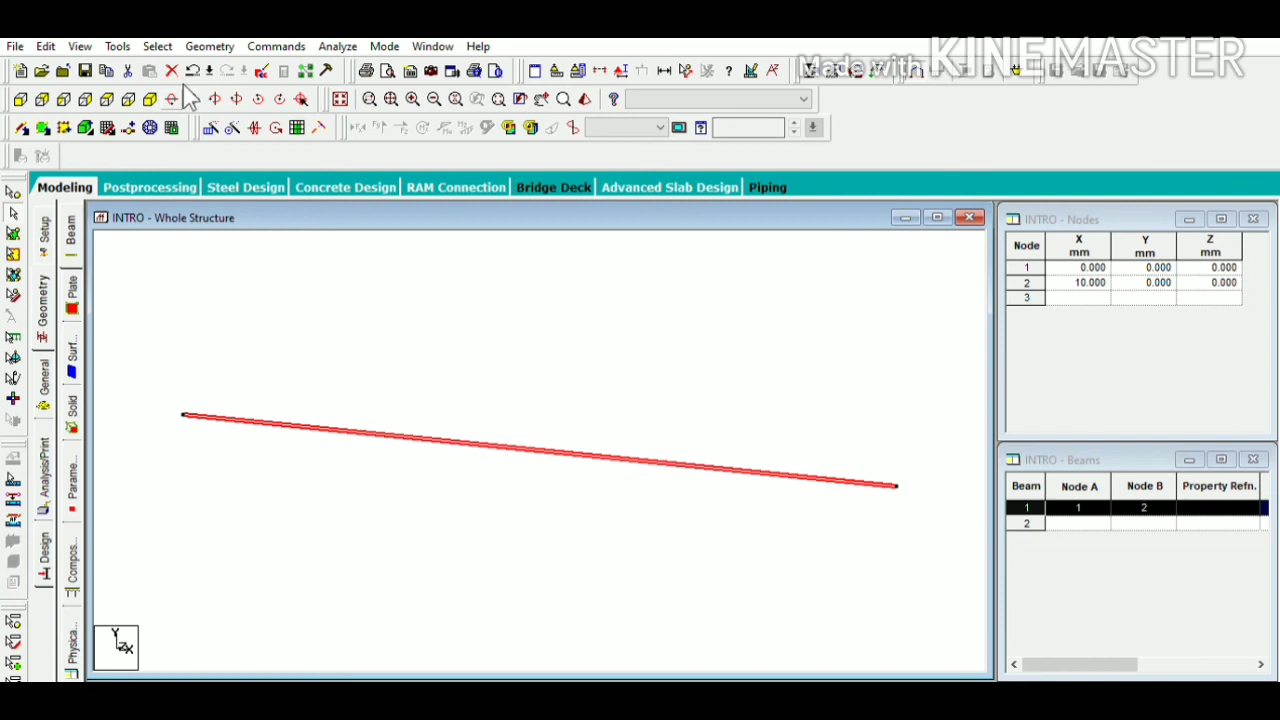 File Edit View Tools Select Geometry Commands Analyze Mode Window Help
Made with KINEMASTER
Modeling Postprocessing Steel Design Concrete Design RAM Connection Bridge Deck Advanced Slab Design Piping
Setup
Geometry
General
Analysis/Print
Design
Beam
Plate
Surf...
Solid
Parame...
Compos...
Physica...
INTRO - Whole Structure
Y
X
INTRO - Nodes
Node X mm Y mm Z mm
1 0.000 0.000 0.000
2 10.000 0.000 0.000
3
INTRO - Beams
Beam Node A Node B Property Refn.
1 1 2
2